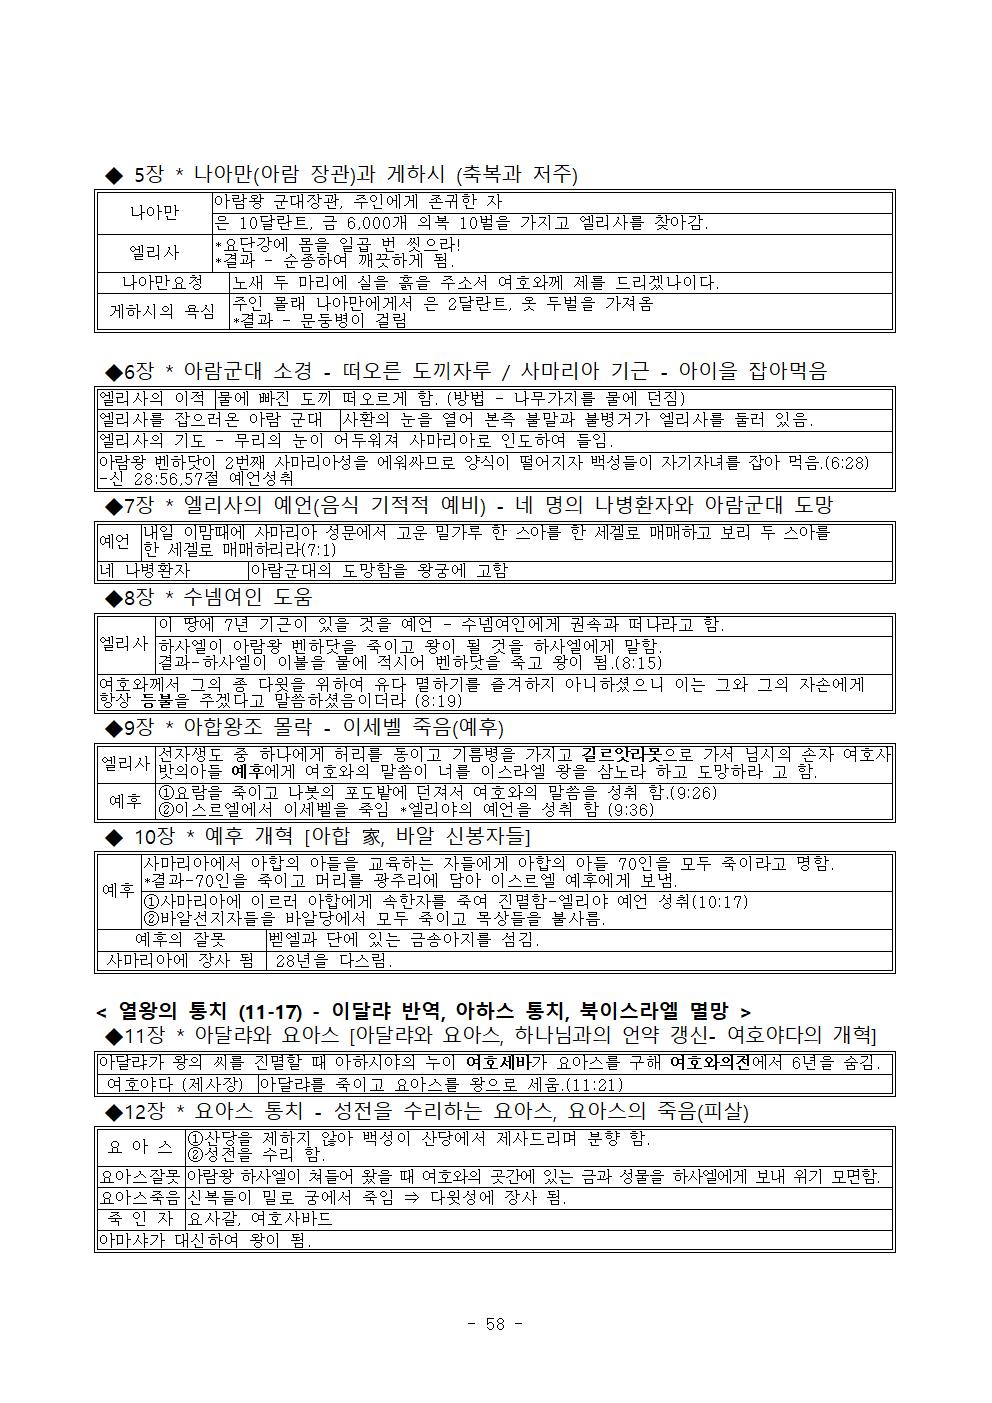 ◆ 5장 * 나아만(아람 장관)과 게하시 (축복과 저주)
나아만
아람왕 군대장관, 주인에게 존귀한 자
은 10달란트, 금 6,000개 의복 10벌을 가지고 엘리사를 찾아감.
엘리사
*요단강에 몸을 일곱 번 씻으라!
*결과 - 순종하여 깨끗하게 됨.
나아만요청
노새 두 마리에 실을 흙을 주소서 여호와께 제를 드리겠나이다.
게하시의 욕심
주인 몰래 나아만에게서 은 2달란트, 옷 두벌을 가져옴
*결과 - 문둥병이 걸림
◆6장 * 아람군대 소경 - 떠오른 도끼자루 / 사마리아 기근 - 아이을 잡아먹음
엘리사의 이적 물에 빠진 도끼 떠오르게 함. (방법 - 나무가지를 물에 던짐)
엘리사를 잡으러온 아람 군대 사환의 눈을 열어 본즉 불말과 불병거가 엘리사를 둘러 있음.
엘리사의 기도 - 무리의 눈이 어두워져 사마리아로 인도하여 들임.
아람왕 벤하닷이 2번째 사마리아성을 에워싸므로 양식이 떨어지자 백성들이 자기자녀를 잡아 먹음.(6:28)
-신 28:56,57절 예언성취
◆7장 * 엘리사의 예언(음식 기적적 예비) - 네 명의 나병환자와 아람군대 도망
예언
내일 이맘때에 사마리아 성문에서 고운 밀가루 한 스아를 한 세겔로 매매하고 보리 두 스아를
한 세겔로 매매하리라(7:1)
네 나병환자 아람군대의 도망함을 왕궁에 고함
◆8장 * 수넴여인 도움
엘리사
이 땅에 7년 기근이 있을 것을 예언 - 수넴여인에게 권속과 떠나라고 함.
하사엘이 아람왕 벤하닷을 죽이고 왕이 될 것을 하사엘에게 말함.
결과-하사엘이 이불을 물에 적시어 벤하닷을 죽고 왕이 됨.(8:15)
여호와께서 그의 종 다윗을 위하여 유다 멸하기를 즐겨하지 아니하셨으니 이는 그와 그의 자손에게
항상 등불을 주겠다고 말씀하셨음이더라 (8:19)
◆9장 * 아합왕조 몰락 - 이세벨 죽음(예후)
엘리사
선자생도 중 하나에게 허리를 동이고 기름병을 가지고 길르앗라못으로 가서 님시의 손자 여호사
밧의아들 예후에게 여호와의 말씀이 너를 이스라엘 왕을 삼노라 하고 도망하라 고 함.
예후
①요람을 죽이고 나봇의 포도밭에 던져서 여호와의 말씀을 성취 함.(9:26)
②이스르엘에서 이세벨을 죽임 *엘리야의 예언을 성취 함 (9:36)
◆ 10장 * 예후 개혁 [아합 家, 바알 신봉자들]
예후
사마리아에서 아합의 아들을 교육하는 자들에게 아합의 아들 70인을 모두 죽이라고 명함.
*결과-70인을 죽이고 머리를 광주리에 담아 이스르엘 예후에게 보냄.
①사마리아에 이르러 아합에게 속한자를 죽여 진멸함-엘리야 예언 성취(10:17)
②바알선지자들을 바알당에서 모두 죽이고 목상들을 불사름.
예후의 잘못 벧엘과 단에 있는 금송아지를 섬김.
사마리아에 장사 됨 28년을 다스림.
< 열왕의 통치 (11-17) - 이달랴 반역, 아하스 통치, 북이스라엘 멸망 >
◆11장 * 아달랴와 요아스 [아달랴와 요아스, 하나님과의 언약 갱신- 여호야다의 개혁]
아달랴가 왕의 씨를 진멸할 때 아하시야의 누이 여호세바가 요아스를 구해 여호와의전에서 6년을 숨김.
여호야다 (제사장) 아달랴를 죽이고 요아스를 왕으로 세움.(11:21)
◆12장 * 요아스 통치 - 성전을 수리하는 요아스, 요아스의 죽음(피살)
요 아 스
①산당을 제하지 않아 백성이 산당에서 제사드리며 분향 함.
②성전을 수리 함.
요아스잘못 아람왕 하사엘이 쳐들어 왔을 때 여호와의 곳간에 있는 금과 성물을 하사엘에게 보내 위기 모면함.
요아스죽음 신복들이 밀로 궁에서 죽임 ⇒ 다윗성에 장사 됨.
죽 인 자 요사갈, 여호사바드
아마샤가 대신하여 왕이 됨.
- 58 -